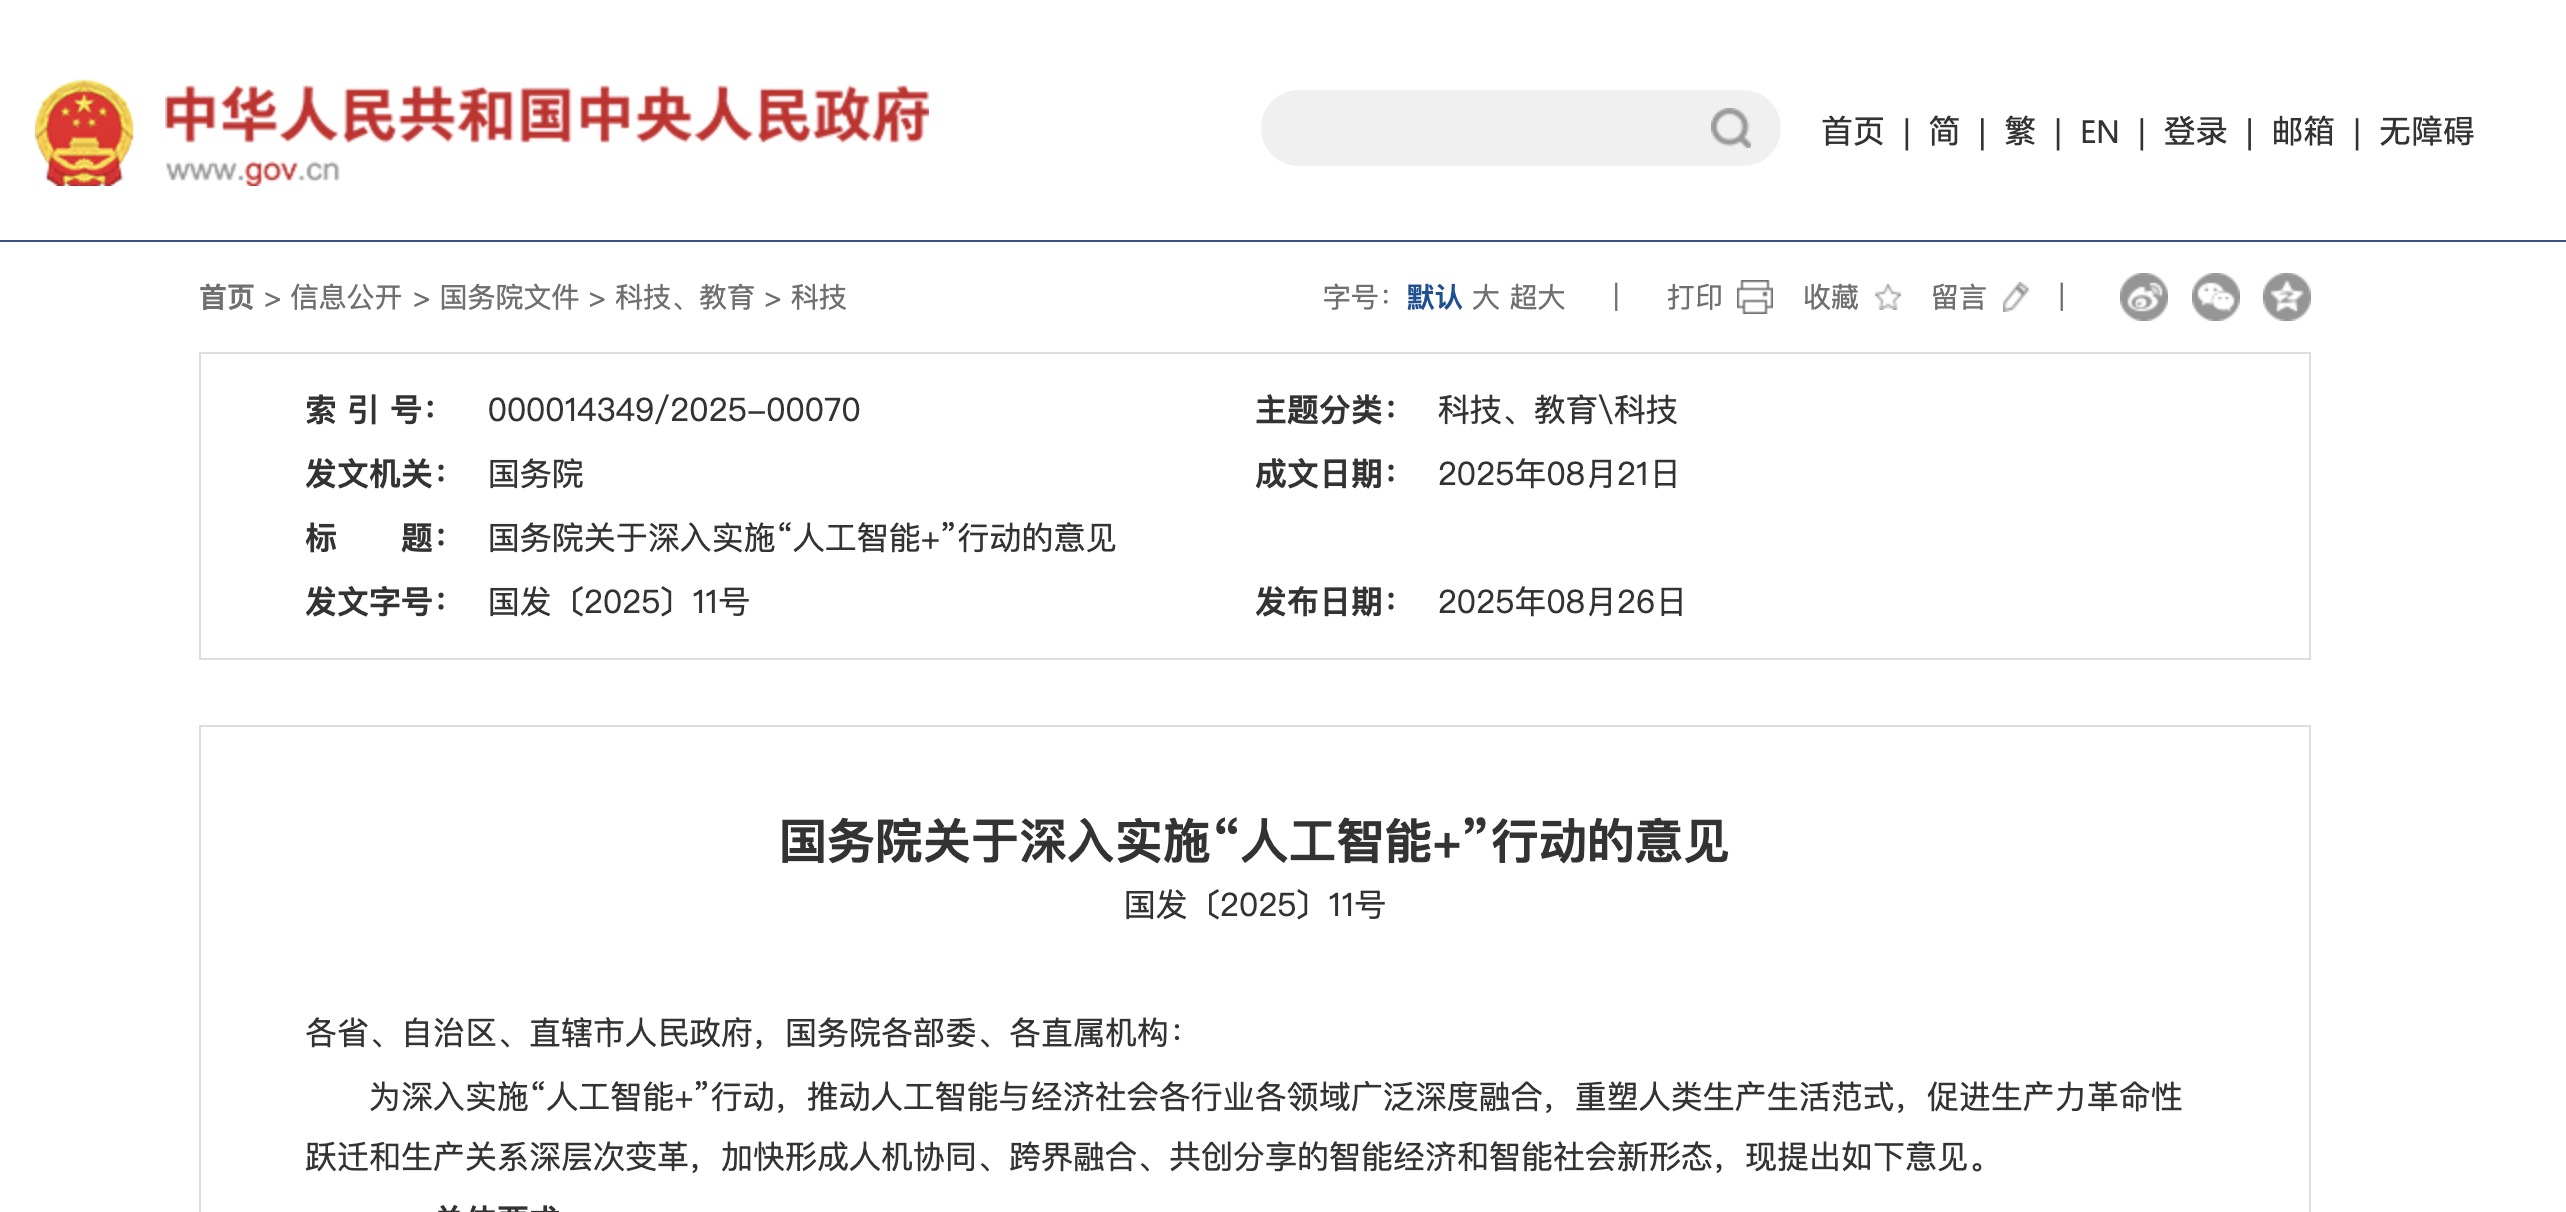 中华人民共和国中央人民政府
www.gov.cn
首页 | 简 | 繁 | EN | 登录 | 邮箱 | 无障碍
首页 > 信息公开 > 国务院文件 > 科技、教育 > 科技
字号：默认 大 超大 | 打印 收藏 留言 |
索 引 号： 000014349/2025-00070 主题分类： 科技、教育\科技
发文机关： 国务院 成文日期： 2025年08月21日
标　　题： 国务院关于深入实施“人工智能+”行动的意见
发文字号： 国发〔2025〕11号 发布日期： 2025年08月26日
国务院关于深入实施“人工智能+”行动的意见
国发〔2025〕11号
各省、自治区、直辖市人民政府，国务院各部委、各直属机构：
为深入实施“人工智能+”行动，推动人工智能与经济社会各行业各领域广泛深度融合，重塑人类生产生活范式，促进生产力革命性
跃迁和生产关系深层次变革，加快形成人机协同、跨界融合、共创分享的智能经济和智能社会新形态，现提出如下意见。